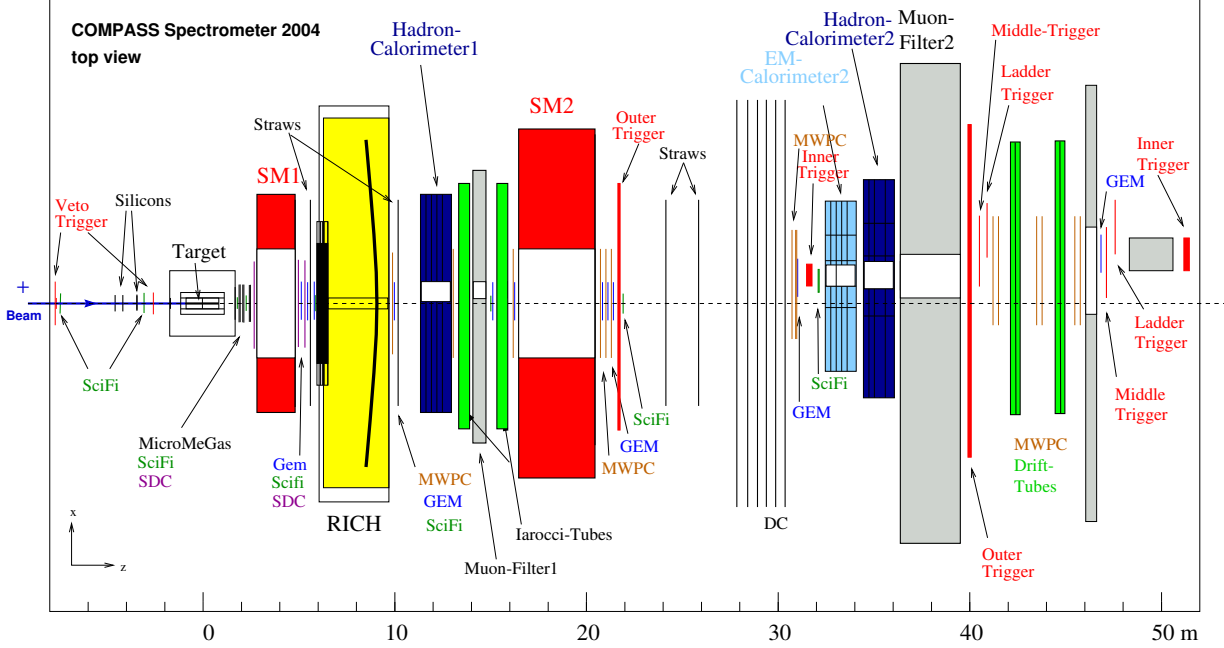 COMPASS Spectrometer 2004
top view
Hadron-
Calorimeter1
Hadron-
Calorimeter2
Muon-
Filter2
Middle-Trigger
EM-
Calorimeter2
Ladder
Trigger
SM2
Straws
Outer
Trigger
Straws
MWPC
Inner
Trigger
Inner
Trigger
GEM
SM1
Veto
Trigger
Silicons
Target
+
Beam
SciFi
MicroMeGas
SciFi
SDC
Gem
Scifi
SDC
RICH
MWPC
GEM
SciFi
Iarocci-Tubes
Muon-Filter1
SciFi
GEM
MWPC
DC
GEM
SciFi
Ladder
Trigger
Middle
Trigger
MWPC
Drift-
Tubes
Outer
Trigger
x
z
0 10 20 30 40 50 m